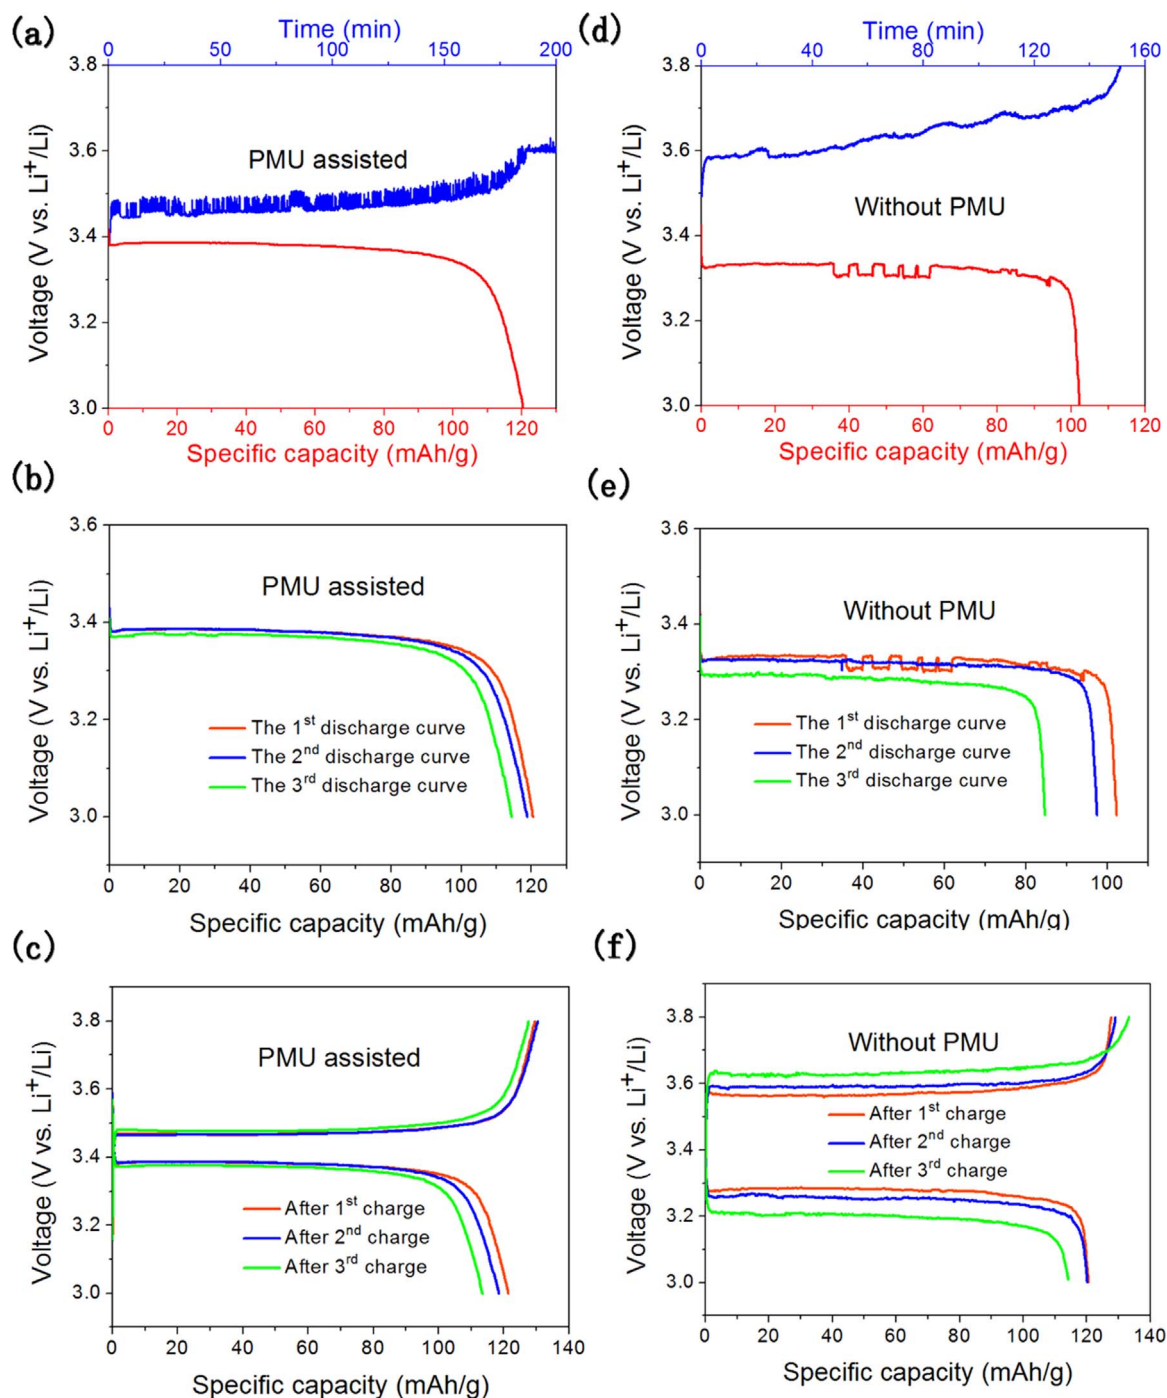 (a)
Time (min)
0 50 100 150 200
Voltage (V vs. Li⁺/Li)
3.8
3.6
3.4
3.2
3.0
PMU assisted
0 20 40 60 80 100 120
Specific capacity (mAh/g)
(d)
Time (min)
0 40 80 120 160
Voltage (V vs. Li⁺/Li)
3.8
3.6
3.4
3.2
3.0
Without PMU
0 20 40 60 80 100 120
Specific capacity (mAh/g)
(b)
Voltage (V vs. Li⁺/Li)
3.6
3.4
3.2
3.0
PMU assisted
The 1ˢᵗ discharge curve
The 2ⁿᵈ discharge curve
The 3ʳᵈ discharge curve
0 20 40 60 80 100 120
Specific capacity (mAh/g)
(e)
Voltage (V vs. Li⁺/Li)
3.6
3.4
3.2
3.0
Without PMU
The 1ˢᵗ discharge curve
The 2ⁿᵈ discharge curve
The 3ʳᵈ discharge curve
0 20 40 60 80 100
Specific capacity (mAh/g)
(c)
Voltage (V vs. Li⁺/Li)
3.8
3.6
3.4
3.2
3.0
PMU assisted
After 1ˢᵗ charge
After 2ⁿᵈ charge
After 3ʳᵈ charge
0 20 40 60 80 100 120 140
Specific capacity (mAh/g)
(f)
Voltage (V vs. Li⁺/Li)
3.8
3.6
3.4
3.2
3.0
Without PMU
After 1ˢᵗ charge
After 2ⁿᵈ charge
After 3ʳᵈ charge
0 20 40 60 80 100 120 140
Specific capacity (mAh/g)